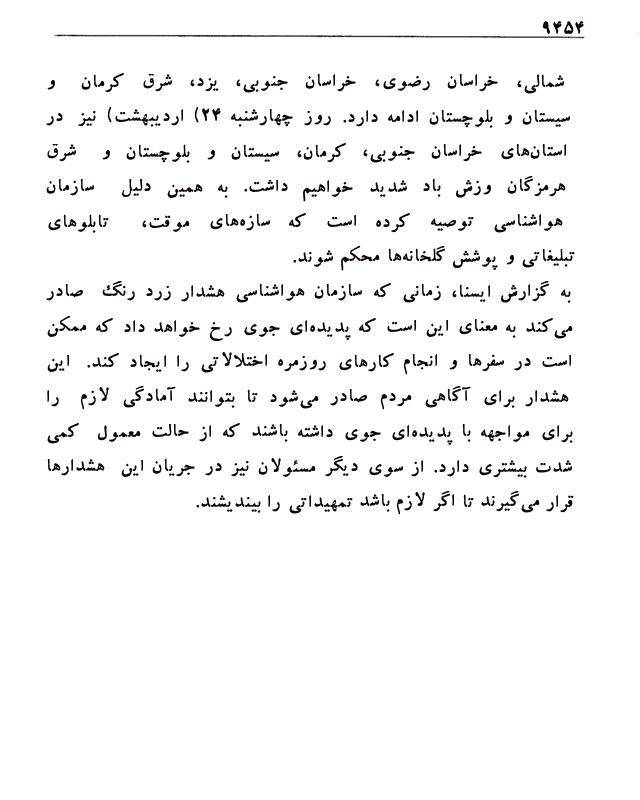 ۹۴۵۴
شمالی، خراسان رضوی، خراسان جنوبی، یزد، شرق کرمان و
سیستان و بلوچستان ادامه دارد. روز چهارشنبه ۲۴) اردیبهشت) نیز در
استان‌های خراسان جنوبی، کرمان، سیستان و بلوچستان و شرق
هرمزگان وزش باد شدید خواهیم داشت. به همین دلیل سازمان
هواشناسی توصیه کرده است که سازه‌های موقت، تابلوهای
تبلیغاتی و پوشش گلخانه‌ها محکم شوند.
به گزارش ایسنا، زمانی که سازمان هواشناسی هشدار زرد رنگ صادر
می‌کند به معنای این است که پدیده‌ای جوی رخ خواهد داد که ممکن
است در سفرها و انجام کارهای روزمره اختلالاتی را ایجاد کند. این
هشدار برای آگاهی مردم صادر می‌شود تا بتوانند آمادگی لازم را
برای مواجهه با پدیده‌ای جوی داشته باشند که از حالت معمول کمی
شدت بیشتری دارد. از سوی دیگر مسئولان نیز در جریان این هشدارها
قرار می‌گیرند تا اگر لازم باشد تمهیداتی را بیندیشند.